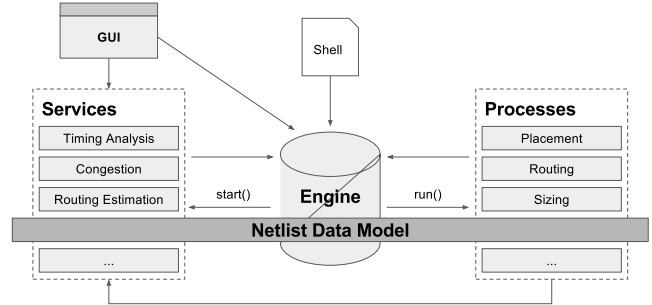 GUI
Shell
Services
Timing Analysis
Congestion
Routing Estimation
...
start()
Engine
run()
Processes
Placement
Routing
Sizing
...
Netlist Data Model